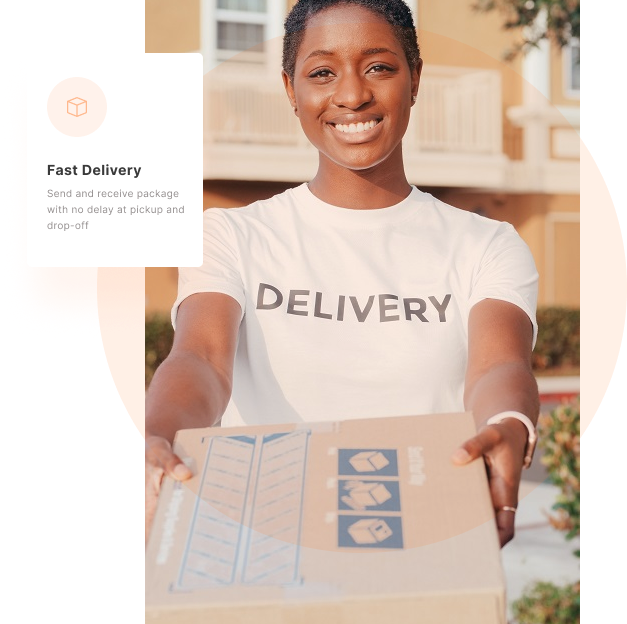 Fast Delivery
Send and receive package
with no delay at pickup and
drop-off
DELIVERY